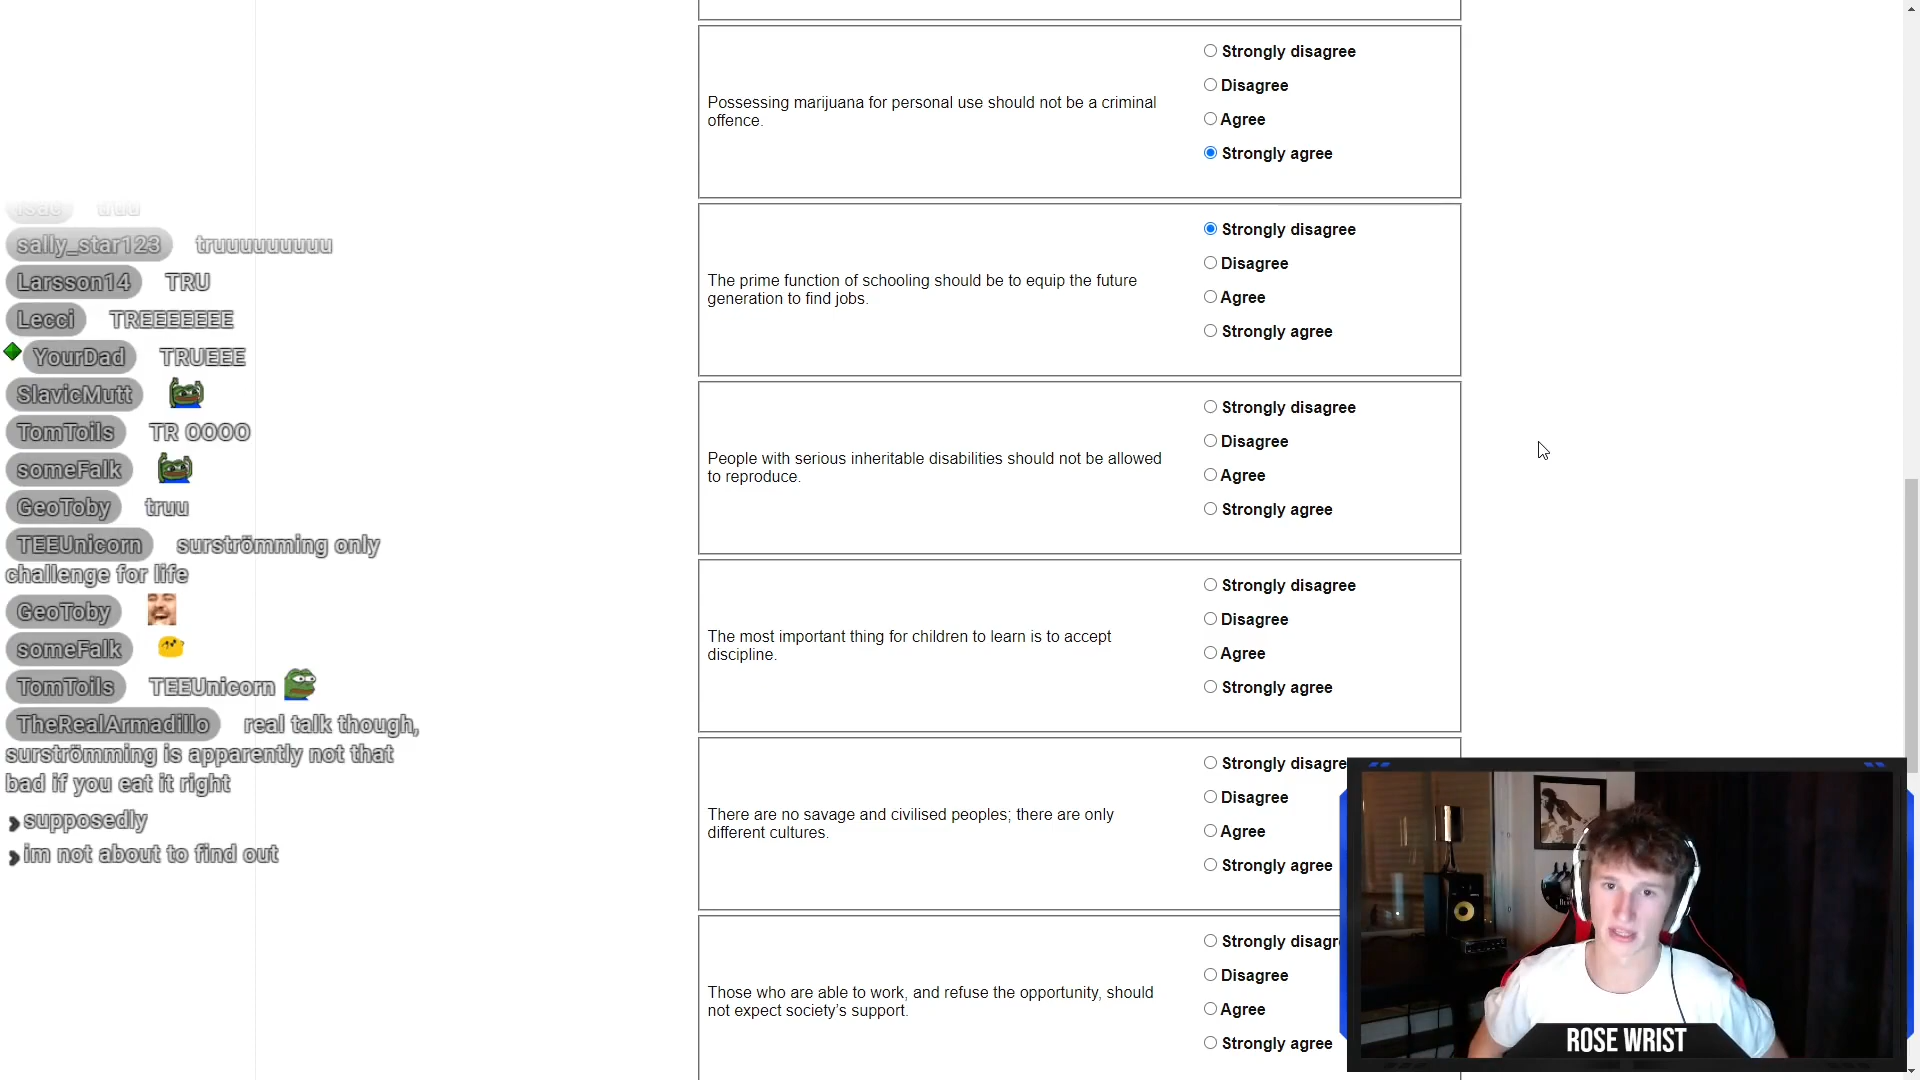 Strongly disagree
Disagree
Possessing marijuana for personal use should not be a criminal
offence.
Agree
Strongly agree
Strongly disagree
Disagree
The prime function of schooling should be to equip the future
generation to find jobs.
Agree
Strongly agree
Strongly disagree
Disagree
People with serious inheritable disabilities should not be allowed
to reproduce.
Agree
Strongly agree
Strongly disagree
Disagree
The most important thing for children to learn is to accept
discipline.
Agree
Strongly agree
Strongly disagre
Disagree
There are no savage and civilised peoples; there are only
different cultures.
Agree
Strongly agree
Strongly disagr
Disagree
Those who are able to work, and refuse the opportunity, should
not expect society's support.
Agree
Strongly agree
isac truu
sally_star123 truuuuuuuuu
Larsson14 TRU
Lecci TREEEEEEE
YourDad TRUEEE
SlavicMutt
TomToils TR OOOO
someFalk
GeoToby truu
TEEUnicorn surströmming only
challenge for life
GeoToby
someFalk
TomToils TEEUnicorn
TheRealArmadillo real talk though,
surströmming is apparently not that
bad if you eat it right
supposedly
im not about to find out
ROSE WRIST